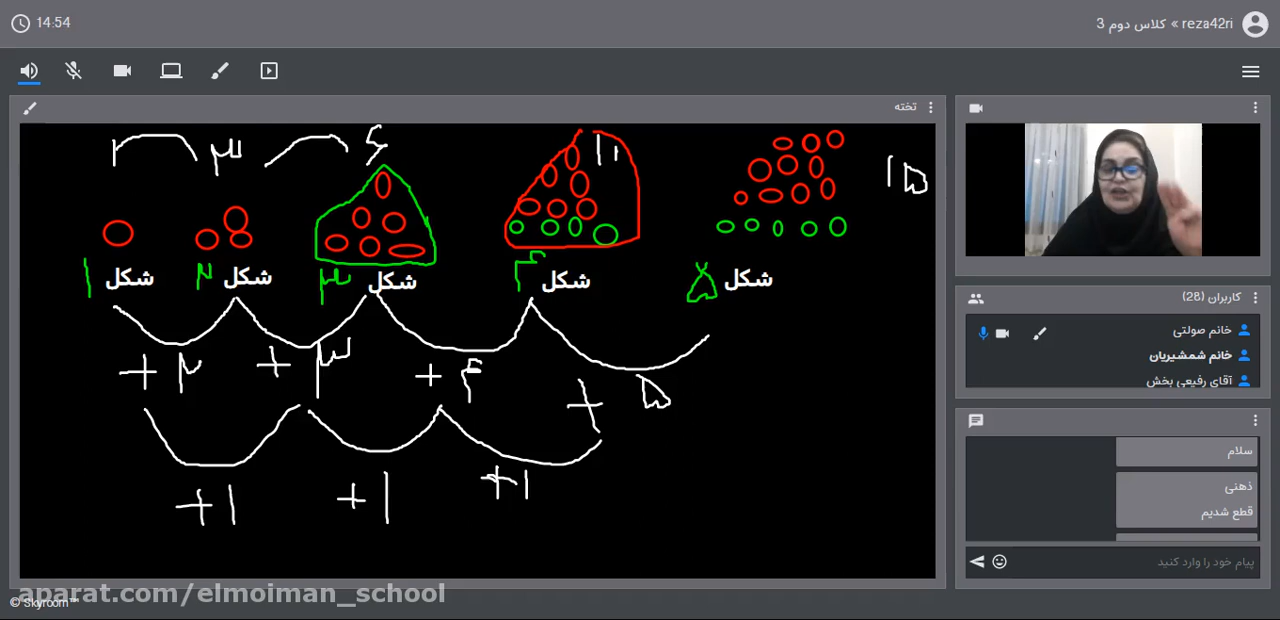 14:54
reza42ri » کلاس دوم 3
تخته
۱ ۳ ۶ ۱۰ ۱۵
شکل ۱
شکل ۲
شکل ۳
شکل ۴
شکل ۵
+ ۲ + ۳ + ۴ + ۵
+۱ +۱ +۱
کاربران (28)
خانم صولتی
خانم شمشیریان
آقای رفیعی بخش
سلام
ذهنی
قطع شدیم
پیام خود را وارد کنید
aparat.com/elmoiman_school
© Skyroom™